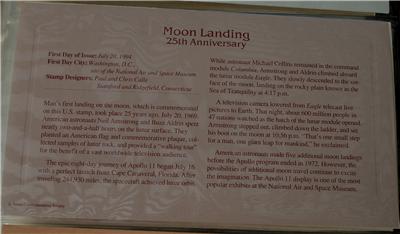 Moon Landing
25th Anniversary
First Day of Issue: July 20, 1994
First Day City: Washington, D.C.,
site of the National Air and Space Museum
Stamp Designers: Paul and Chris Calle
Stamford and Ridgefield, Connecticut
Man's first landing on the moon, which is commemorated
on this U.S. stamp, took place 25 years ago, July 20, 1969.
American astronauts Neil Armstrong and Buzz Aldrin spent
nearly two-and-a-half hours on the lunar surface. They
planted an American flag and commemorative plaque, col-
lected samples of lunar rock, and provided a "walking tour"
for the benefit of a vast worldwide television audience.
The epic eight-day journey of Apollo 11 began July 16
with a perfect launch from Cape Canaveral, Florida. After
traveling 244,930 miles, the spacecraft achieved lunar orbit.
While astronaut Michael Collins remained in the command
module Columbia, Armstrong and Aldrin climbed aboard
the lunar module Eagle. They slowly descended to the sur-
face of the moon, landing on the rocky plain known as the
Sea of Tranquility at 4:17 p.m.
A television camera lowered from Eagle telecast live
pictures to Earth. That night, about 600 million people in
47 nations watched as the hatch of the lunar module opened.
Armstrong stepped out, climbed down the ladder, and set
his boot on the moon at 10:56 p.m. "That's one small step
for a man, one giant leap for mankind," he exclaimed.
American astronauts made five additional moon landings
before the Apollo program ended in 1972. However, the
possibilities of additional moon travel continue to excite
the imagination. The Apollo 11 display is one of the most
popular exhibits at the National Air and Space Museum.